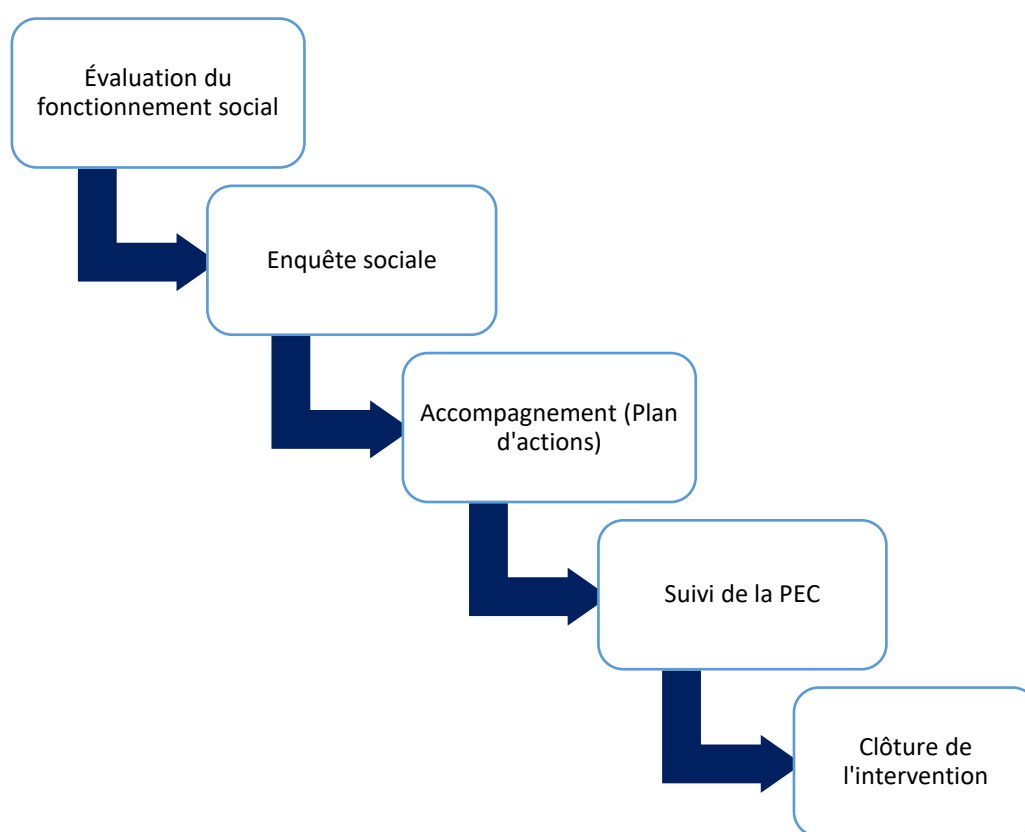 Évaluation du
fonctionnement social
Enquête sociale
Accompagnement (Plan
d'actions)
Suivi de la PEC
Clôture de
l'intervention